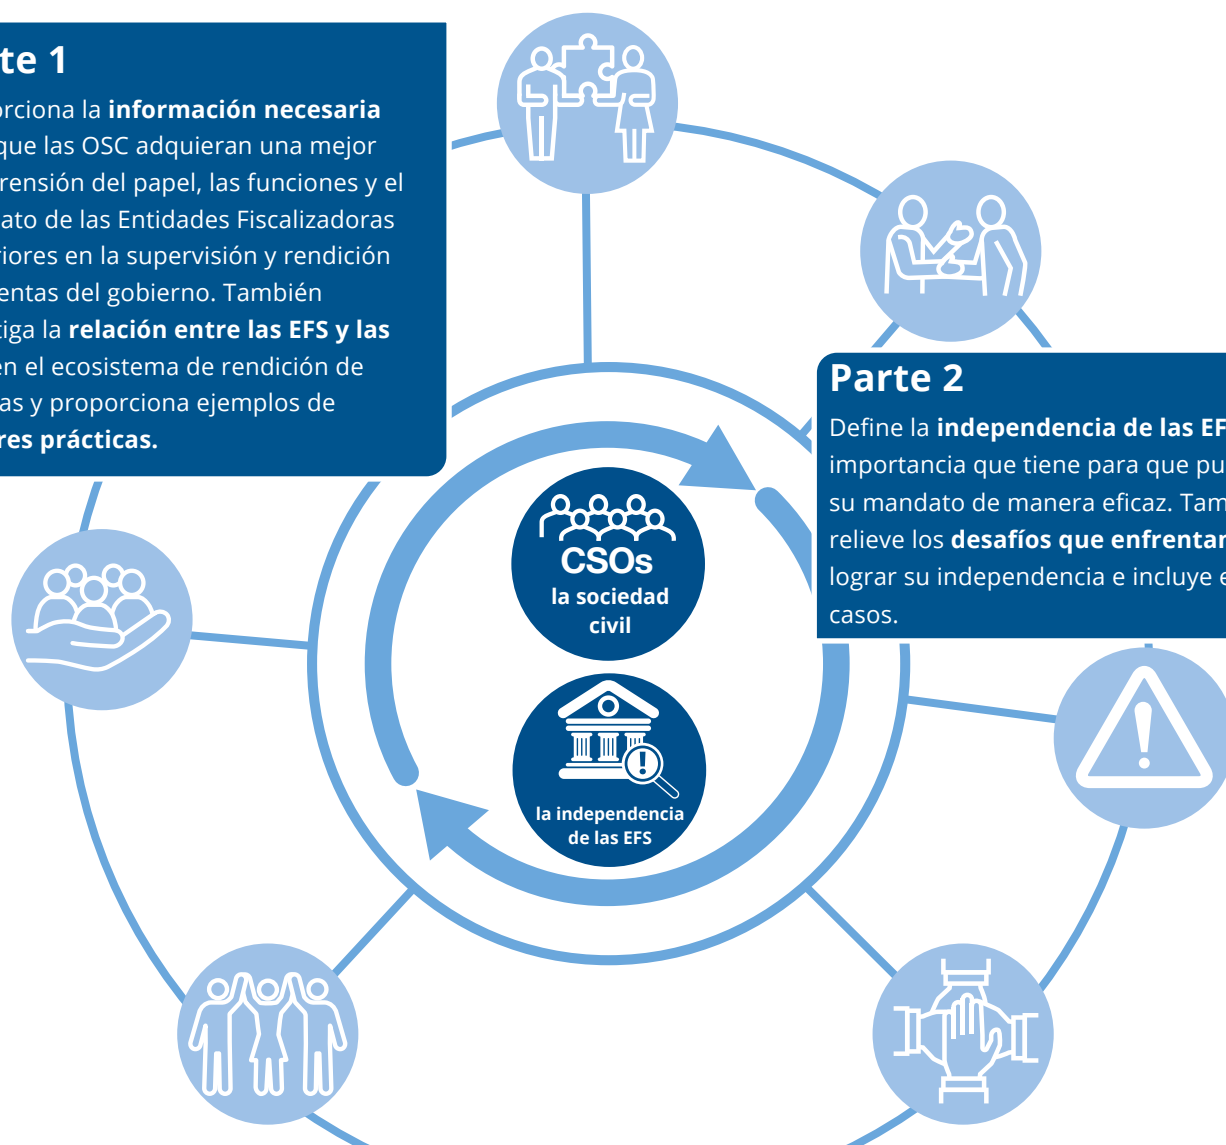 te 1
orciona la información necesaria
que las OSC adquieran una mejor
rensión del papel, las funciones y el
ato de las Entidades Fiscalizadoras
riores en la supervisión y rendición
entas del gobierno. También
tiga la relación entre las EFS y las
en el ecosistema de rendición de
as y proporciona ejemplos de
res prácticas.
Parte 2
Define la independencia de las EF
importancia que tiene para que pu
su mandato de manera eficaz. Tam
relieve los desafíos que enfrentan
lograr su independencia e incluye e
casos.
CSOs
la sociedad
civil
la independencia
de las EFS